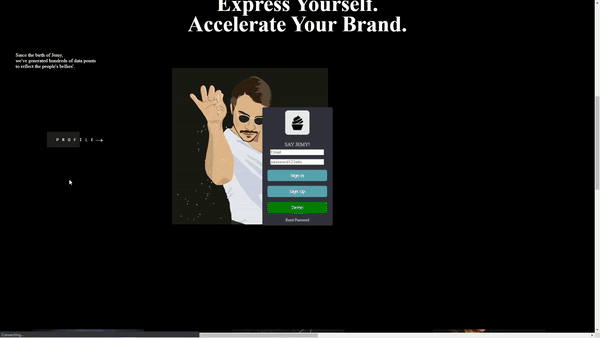 Express Yourself.
Accelerate Your Brand.
Since the birth of Jemy,
we've generated hundreds of data points
to reflect the people's bellies'.
PROFILE
SAY JEMY!
Email
Sign In
Sign Up
Demo
Reset Password
Connecting...